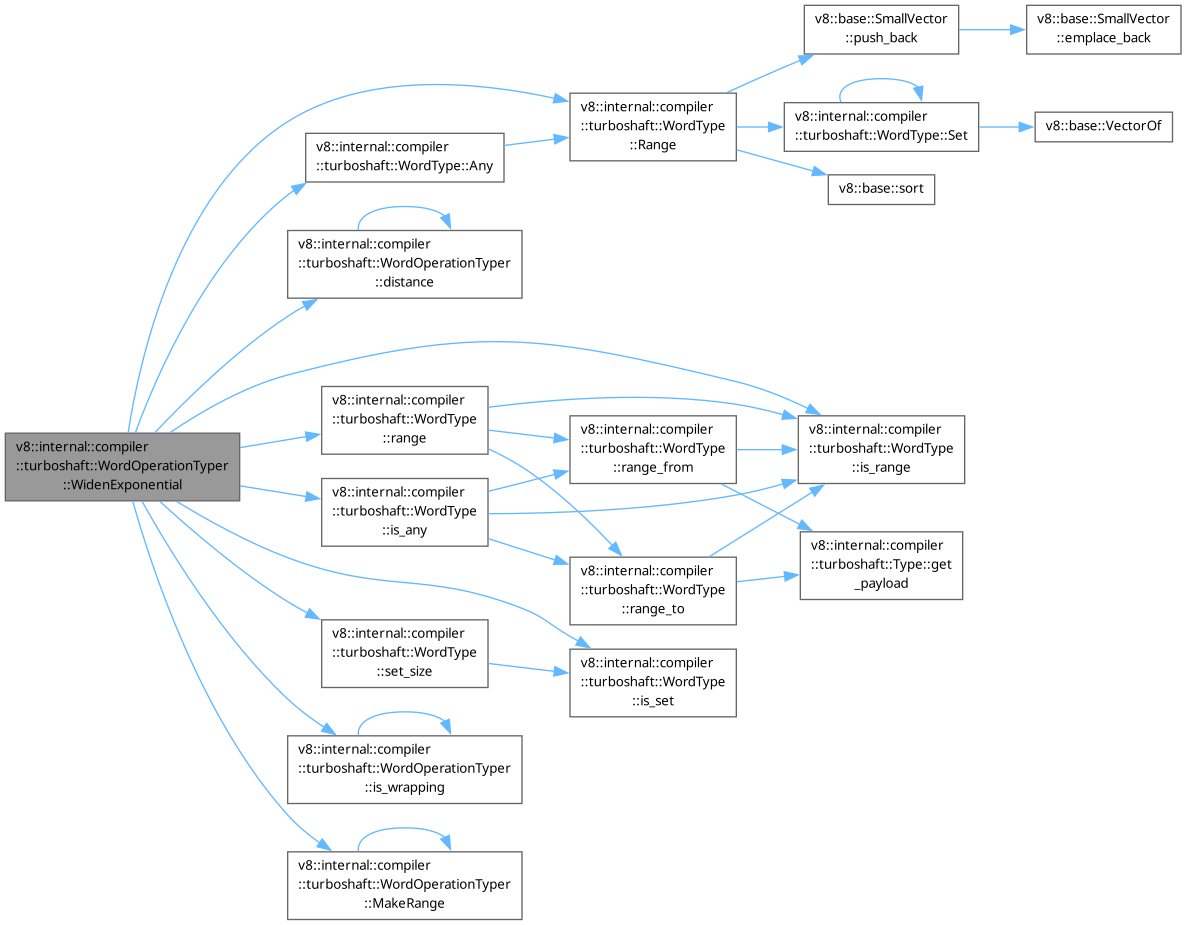 v8::internal::compiler
::turboshaft::WordOperationTyper
::WidenExponential
v8::internal::compiler
::turboshaft::WordType::Any
v8::internal::compiler
::turboshaft::WordOperationTyper
::distance
v8::internal::compiler
::turboshaft::WordType
::range
v8::internal::compiler
::turboshaft::WordType
::is_any
v8::internal::compiler
::turboshaft::WordType
::set_size
v8::internal::compiler
::turboshaft::WordOperationTyper
::is_wrapping
v8::internal::compiler
::turboshaft::WordOperationTyper
::MakeRange
v8::internal::compiler
::turboshaft::WordType
::Range
v8::internal::compiler
::turboshaft::WordType
::range_from
v8::internal::compiler
::turboshaft::WordType
::range_to
v8::internal::compiler
::turboshaft::WordType
::is_set
v8::base::SmallVector
::push_back
v8::internal::compiler
::turboshaft::WordType::Set
v8::base::sort
v8::internal::compiler
::turboshaft::WordType
::is_range
v8::internal::compiler
::turboshaft::Type::get
_payload
v8::base::SmallVector
::emplace_back
v8::base::VectorOf